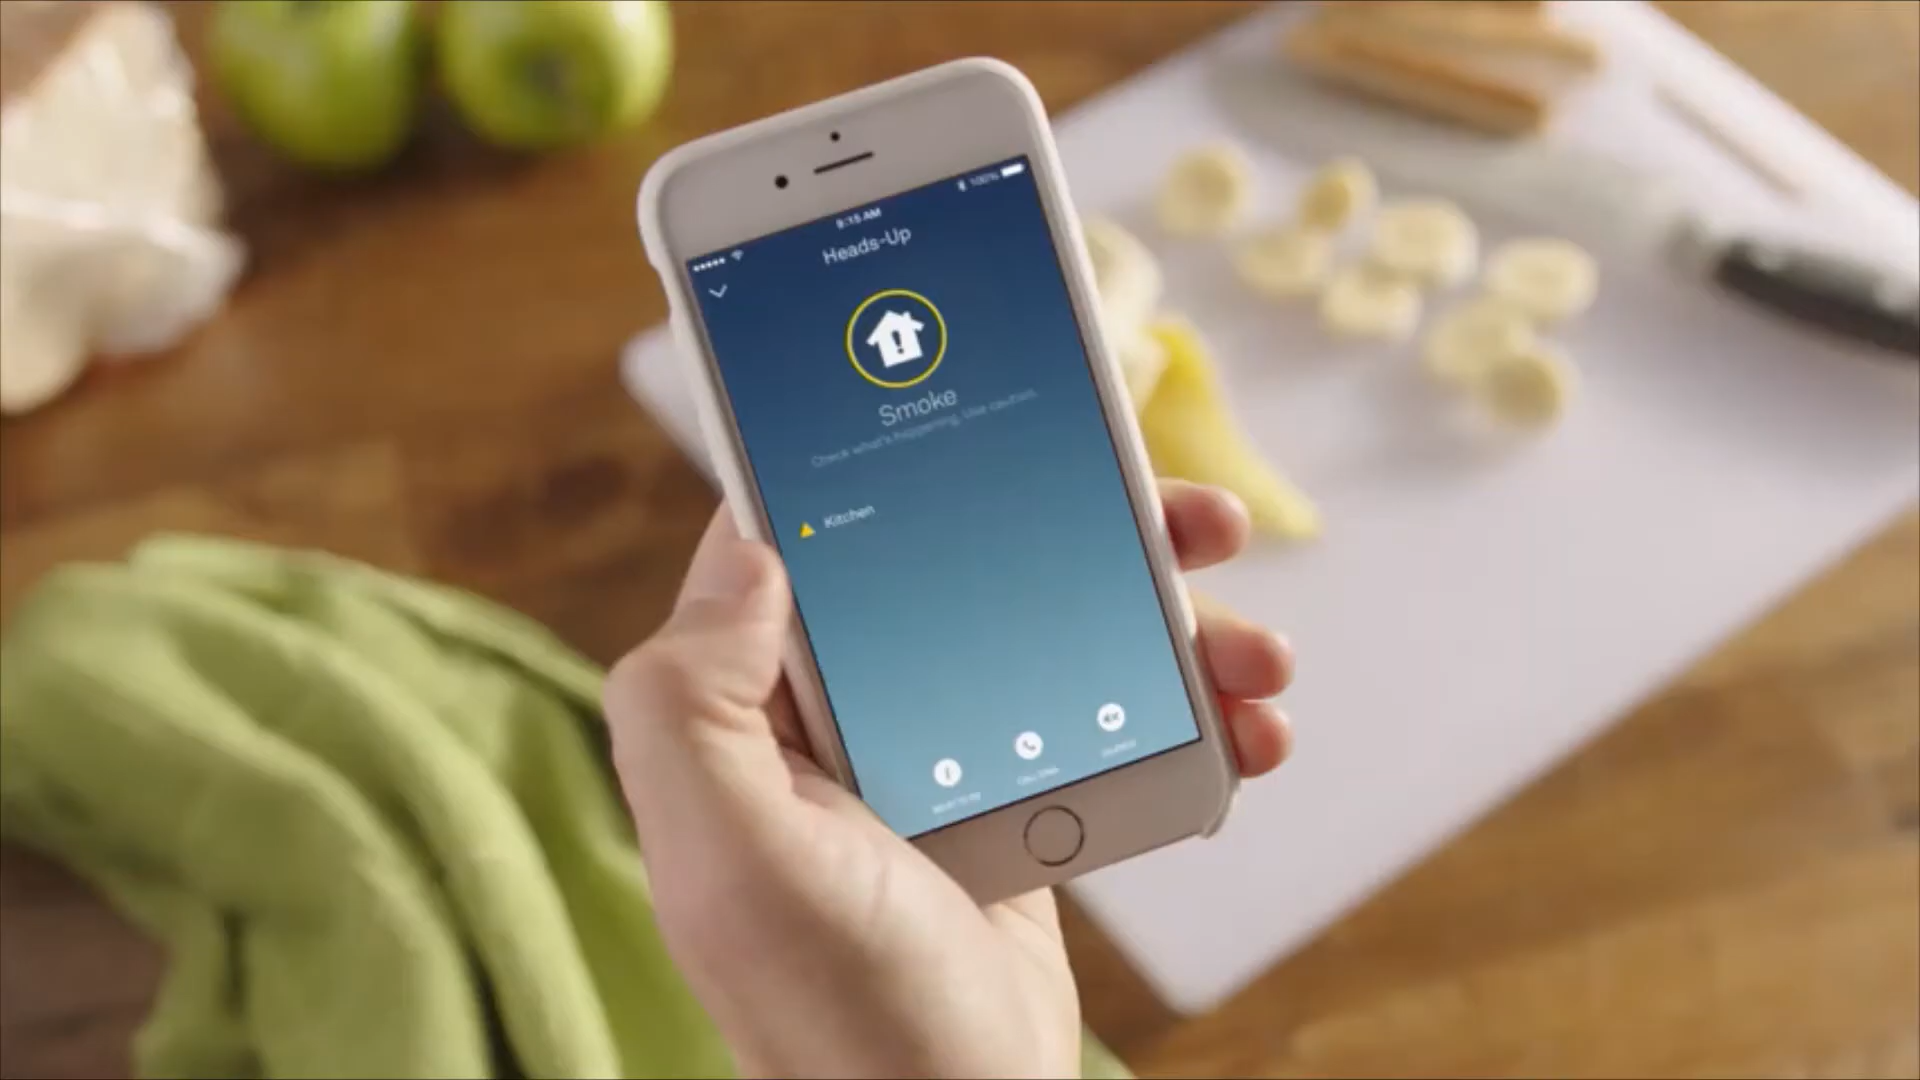 100%
9:15 AM
Heads-Up
Smoke
Check what's happening. Use caution.
Kitchen